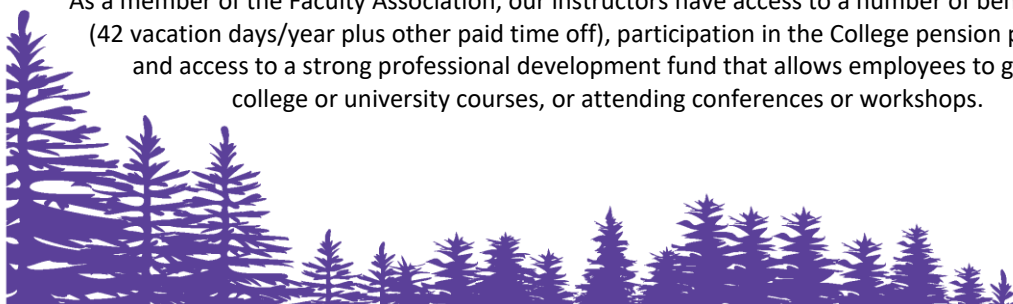 As a member of the Faculty Association, our instructors have access to a number of
(42 vacation days/year plus other paid time off), participation in the College pension
and access to a strong professional development fund that allows employees to
college or university courses, or attending conferences or workshops.